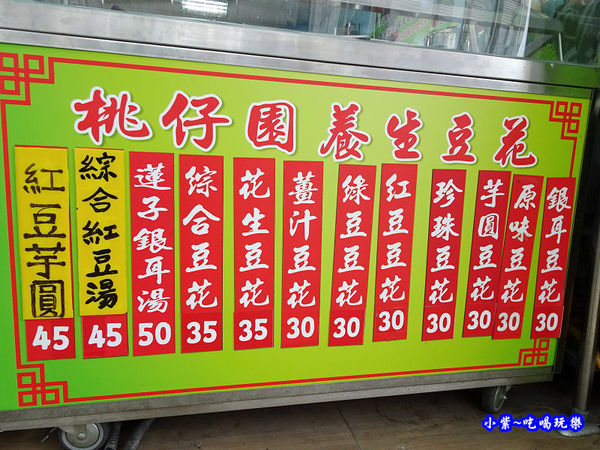 桃仔園養生豆花
紅豆芋圓 45
綜合紅豆湯 45
蓮子銀耳湯 50
綜合豆花 35
花生豆花 35
薑汁豆花 30
綠豆豆花 30
紅豆豆花 30
珍珠豆花 30
芋圓豆花 30
原味豆花 30
銀耳豆花 30
小紫~吃喝玩樂